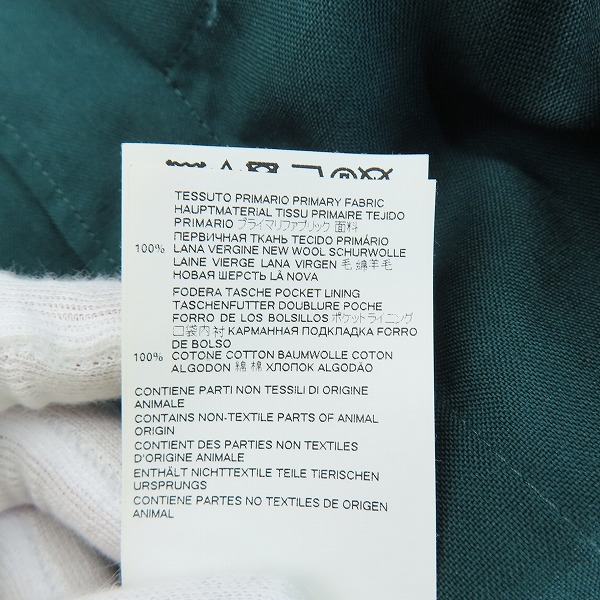 TESSUTO PRIMARIO PRIMARY FABRIC
HAUPTMATERIAL TISSU PRIMAIRE TEJIDO
PRIMARIO プライマリファブリック 面料
ПЕРВИЧНАЯ ТКАНЬ TECIDO PRIMÁRIO
100% LANA VERGINE NEW WOOL SCHURWOLLE
LAINE VIERGE LANA VIRGEN 毛 綿羊毛
НОВАЯ ШЕРСТЬ LÃ NOVA
FODERA TASCHE POCKET LINING
TASCHENFUTTER DOUBLURE POCHE
FORRO DE LOS BOLSILLOS ポケットライニング
口袋内衬 КАРМАННАЯ ПОДКЛАДКА FORRO
DE BOLSO
100% COTONE COTTON BAUMWOLLE COTON
ALGODON 綿 棉 ХЛОПОК ALGODÃO
CONTIENE PARTI NON TESSILI DI ORIGINE
ANIMALE
CONTAINS NON-TEXTILE PARTS OF ANIMAL
ORIGIN
CONTIENT DES PARTIES NON TEXTILES
D'ORIGINE ANIMALE
ENTHÄLT NICHTTEXTILE TEILE TIERISCHEN
URSPRUNGS
CONTIENE PARTES NO TEXTILES DE ORIGEN
ANIMAL